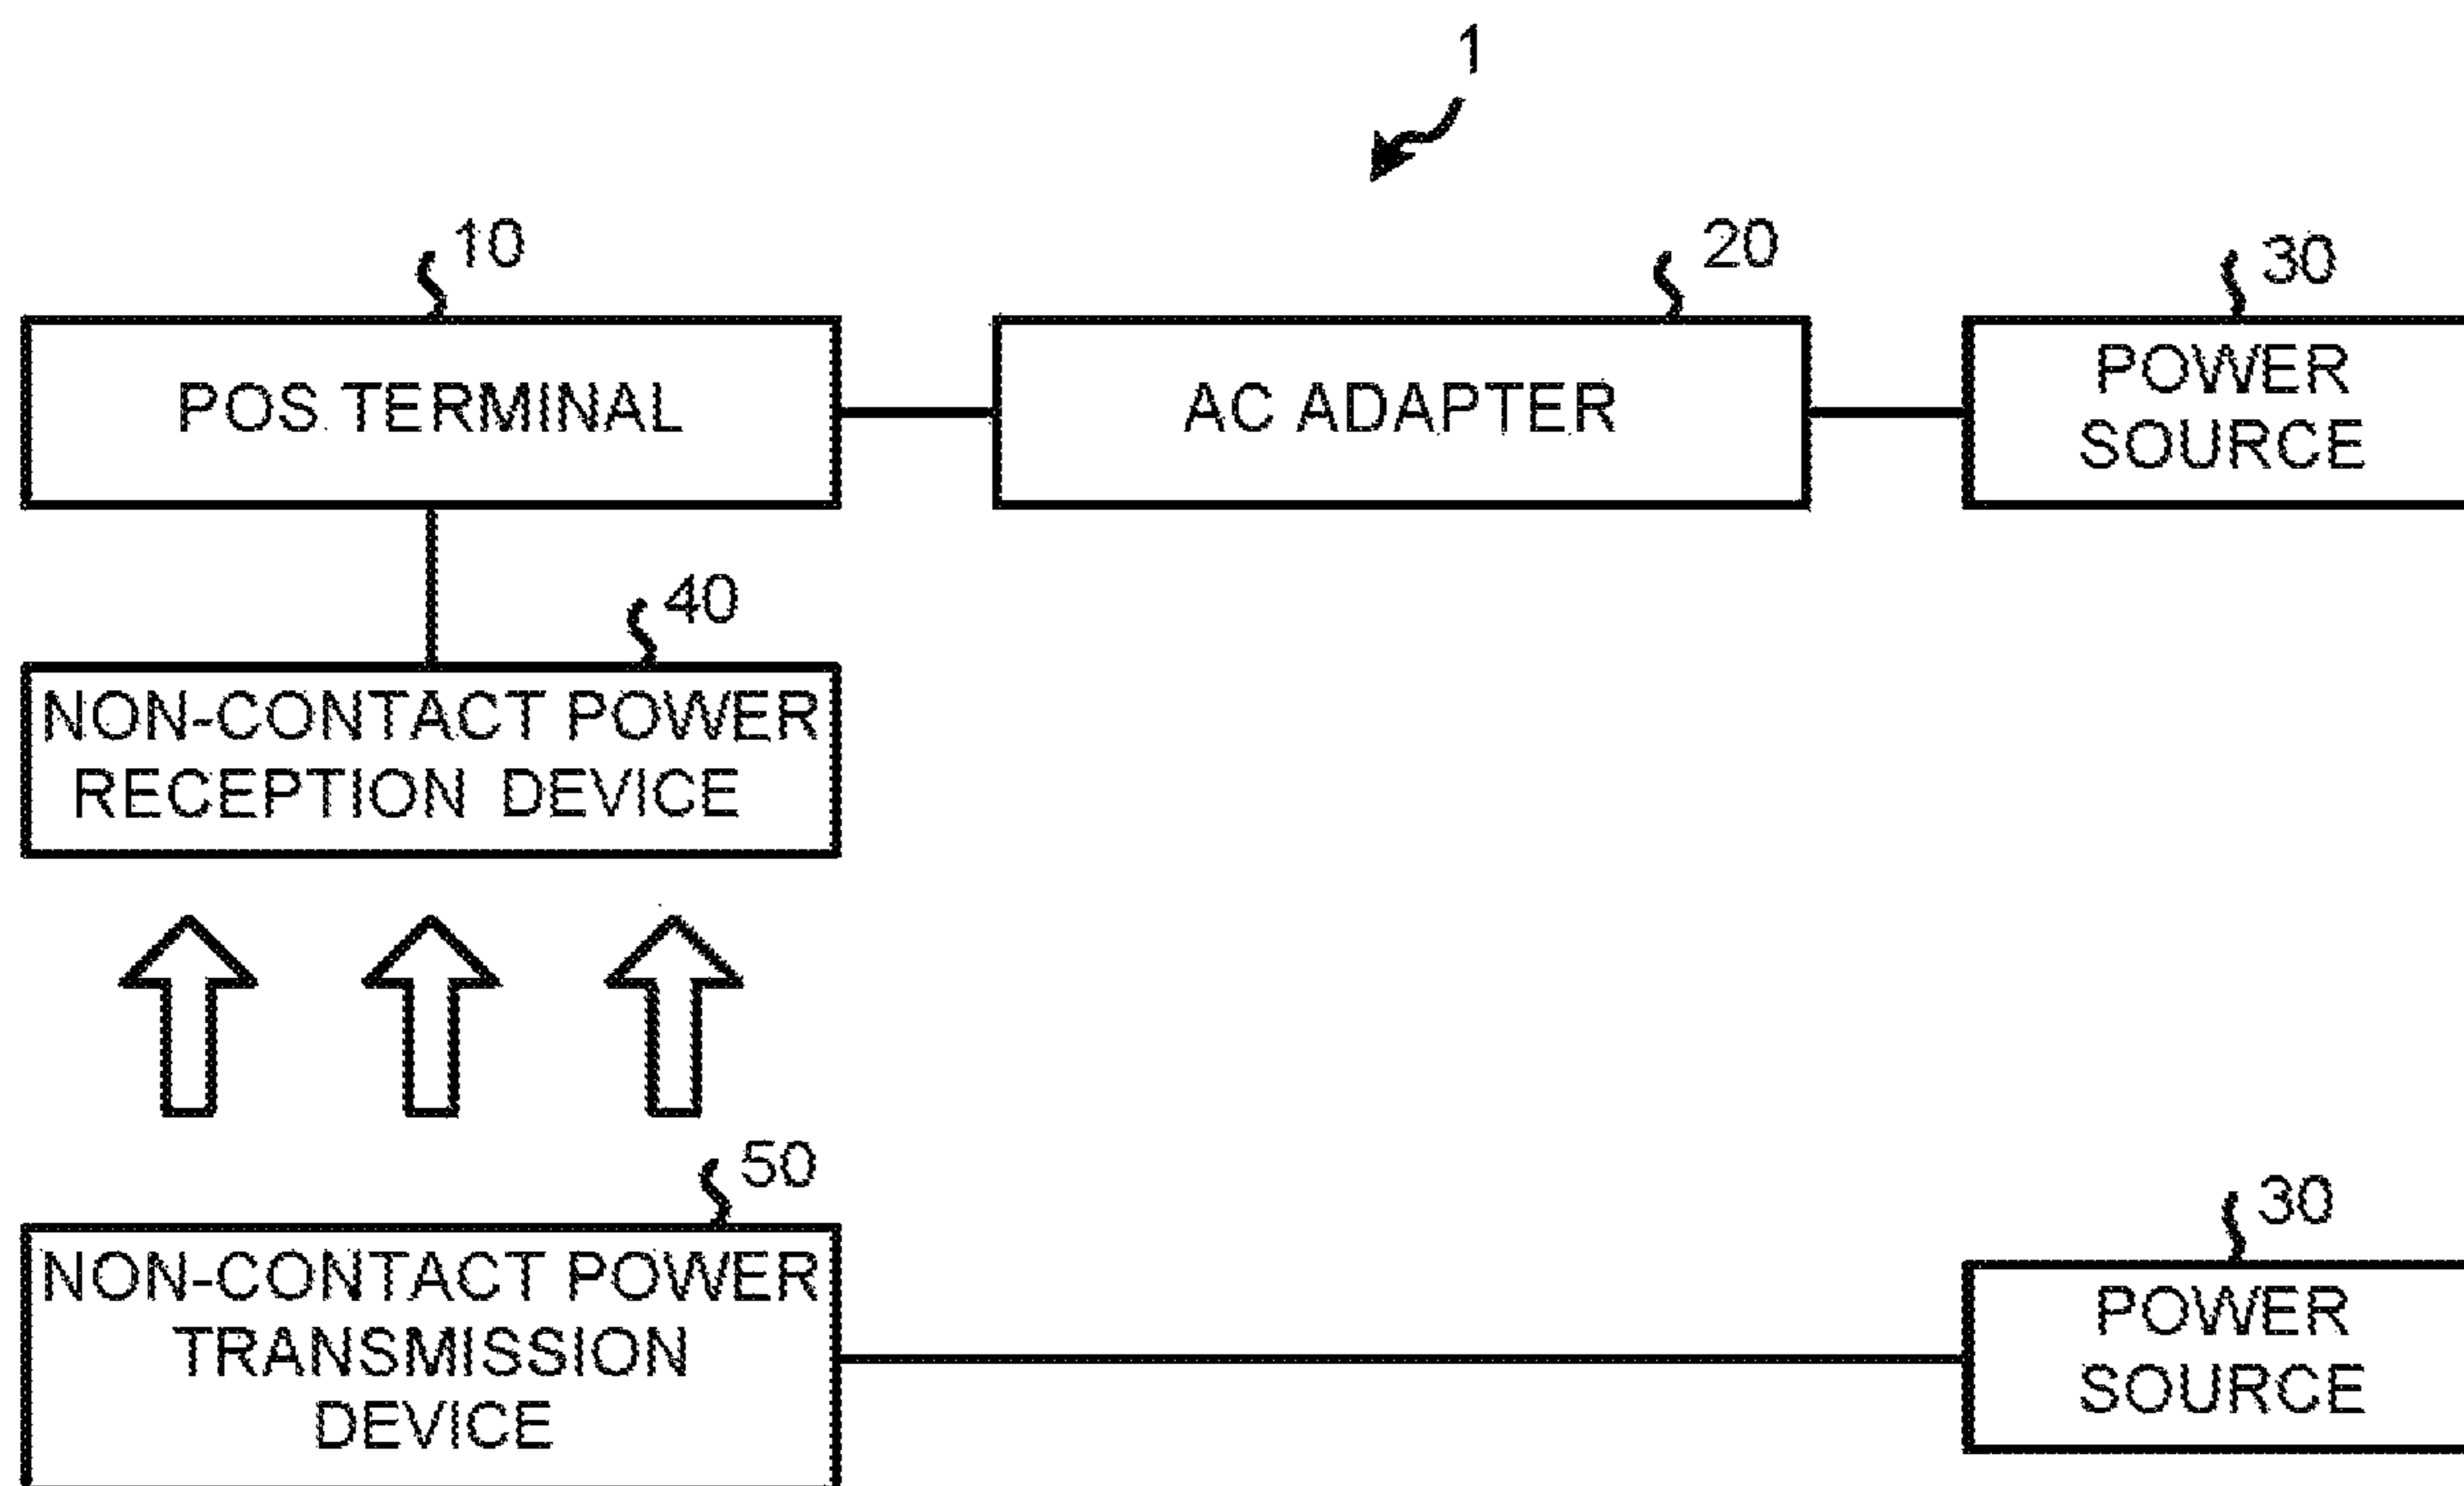 1
10
20
30
POS TERMINAL
AC ADAPTER
POWER
SOURCE
40
NON-CONTACT POWER
RECEPTION DEVICE
50
30
NON-CONTACT POWER
TRANSMISSION
DEVICE
POWER
SOURCE